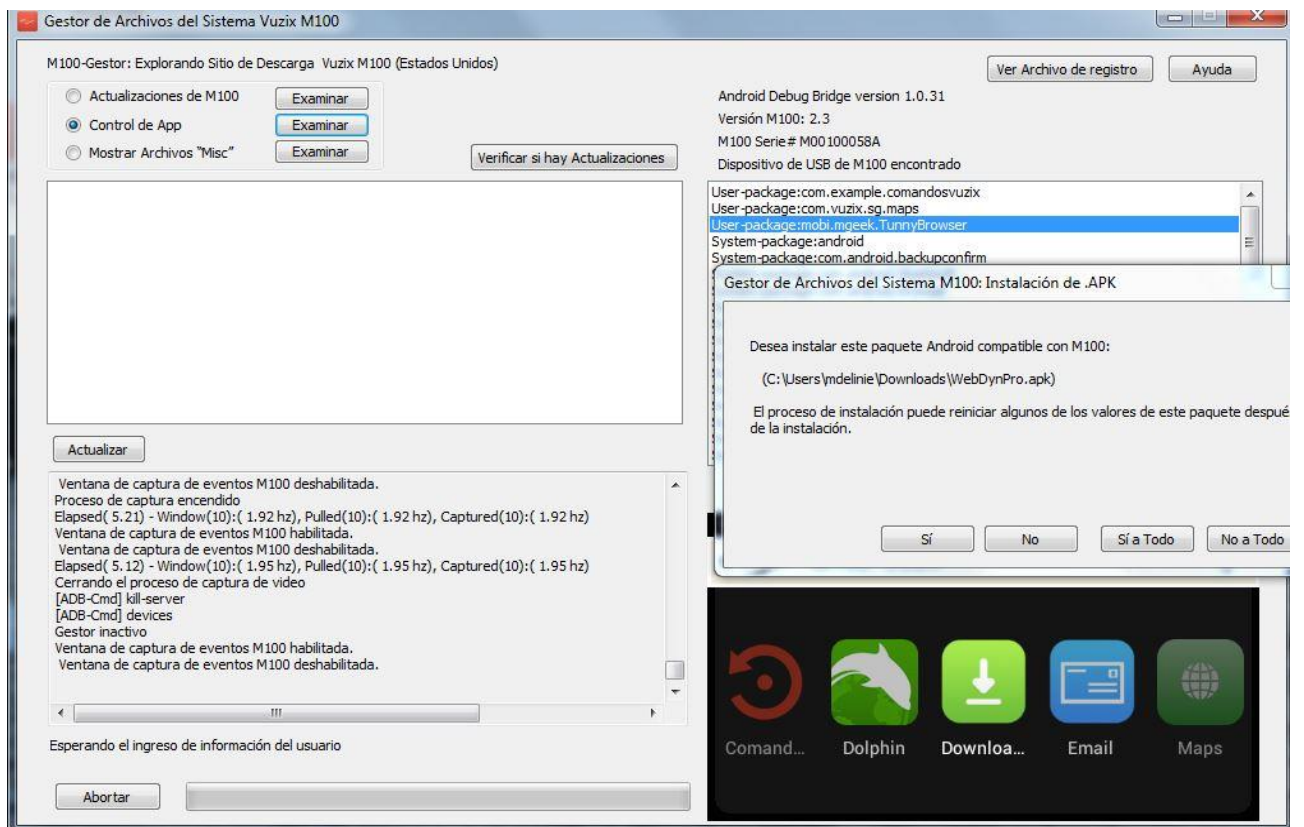 Gestor de Archivos del Sistema Vuzix M100
M100-Gestor: Explorando Sitio de Descarga Vuzix M100 (Estados Unidos)
Ver Archivo de registro
Ayuda
Actualizaciones de M100
Examinar
Control de App
Examinar
Mostrar Archivos "Misc"
Examinar
Verificar si hay Actualizaciones
Android Debug Bridge version 1.0.31
Versión M100: 2.3
M100 Serie# M00100058A
Dispositivo de USB de M100 encontrado
User-package:com.example.comandosvuzix
User-package:com.vuzix.sg.maps
User-package:mobi.mgeek.TunnyBrowser
System-package:android
System-package:com.android.backupconfirm
Gestor de Archivos del Sistema M100: Instalación de .APK
Desea instalar este paquete Android compatible con M100:
(C:\Users\mdelinie\Downloads\WebDynPro.apk)
El proceso de instalación puede reiniciar algunos de los valores de este paquete despué
de la instalación.
Sí
No
Sí a Todo
No a Todo
Actualizar
Ventana de captura de eventos M100 deshabilitada.
Proceso de captura encendido
Elapsed( 5.21) - Window(10):( 1.92 hz), Pulled(10):( 1.92 hz), Captured(10):( 1.92 hz)
Ventana de captura de eventos M100 habilitada.
Ventana de captura de eventos M100 deshabilitada.
Elapsed( 5.12) - Window(10):( 1.95 hz), Pulled(10):( 1.95 hz), Captured(10):( 1.95 hz)
Cerrando el proceso de captura de video
[ADB-Cmd] kill-server
[ADB-Cmd] devices
Gestor inactivo
Ventana de captura de eventos M100 habilitada.
Ventana de captura de eventos M100 deshabilitada.
Esperando el ingreso de información del usuario
Abortar
Comand...
Dolphin
Downloa...
Email
Maps